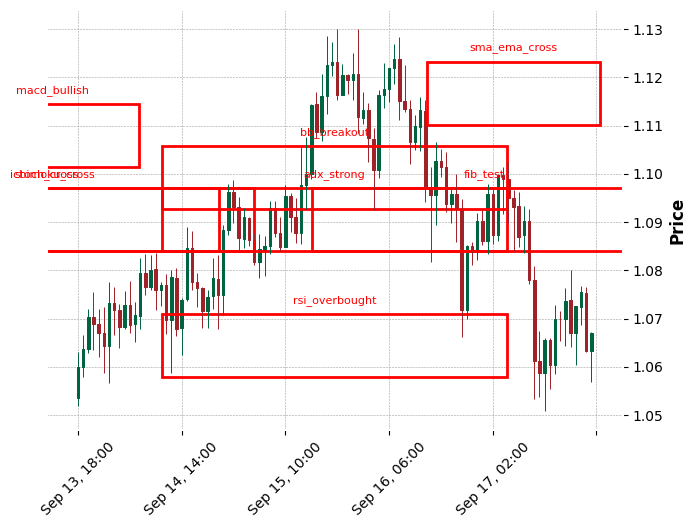 1.13
sma_ema_cross
1.12
macd_bullish
1.11
bb_breakout
1.10
adx_strong
fib_test
1.09
Price
1.08
1.07
rsi_overbought
1.06
1.05
Sep 13, 18:00
Sep 14, 14:00
Sep 15, 10:00
Sep 16, 06:00
Sep 17, 02:00